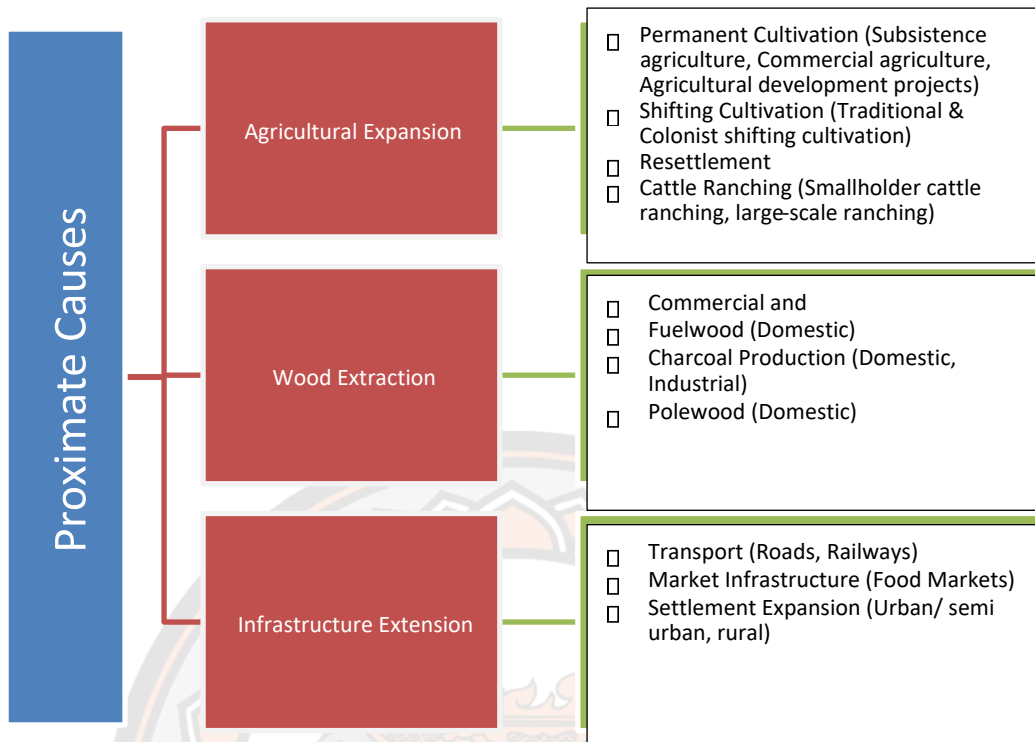 Proximate Causes
Agricultural Expansion
▯ Permanent Cultivation (Subsistence
agriculture, Commercial agriculture,
Agricultural development projects)
▯ Shifting Cultivation (Traditional &
Colonist shifting cultivation)
▯ Resettlement
▯ Cattle Ranching (Smallholder cattle
ranching, large-scale ranching)
Wood Extraction
▯ Commercial and
▯ Fuelwood (Domestic)
▯ Charcoal Production (Domestic,
Industrial)
▯ Polewood (Domestic)
Infrastructure Extension
▯ Transport (Roads, Railways)
▯ Market Infrastructure (Food Markets)
▯ Settlement Expansion (Urban/ semi
urban, rural)